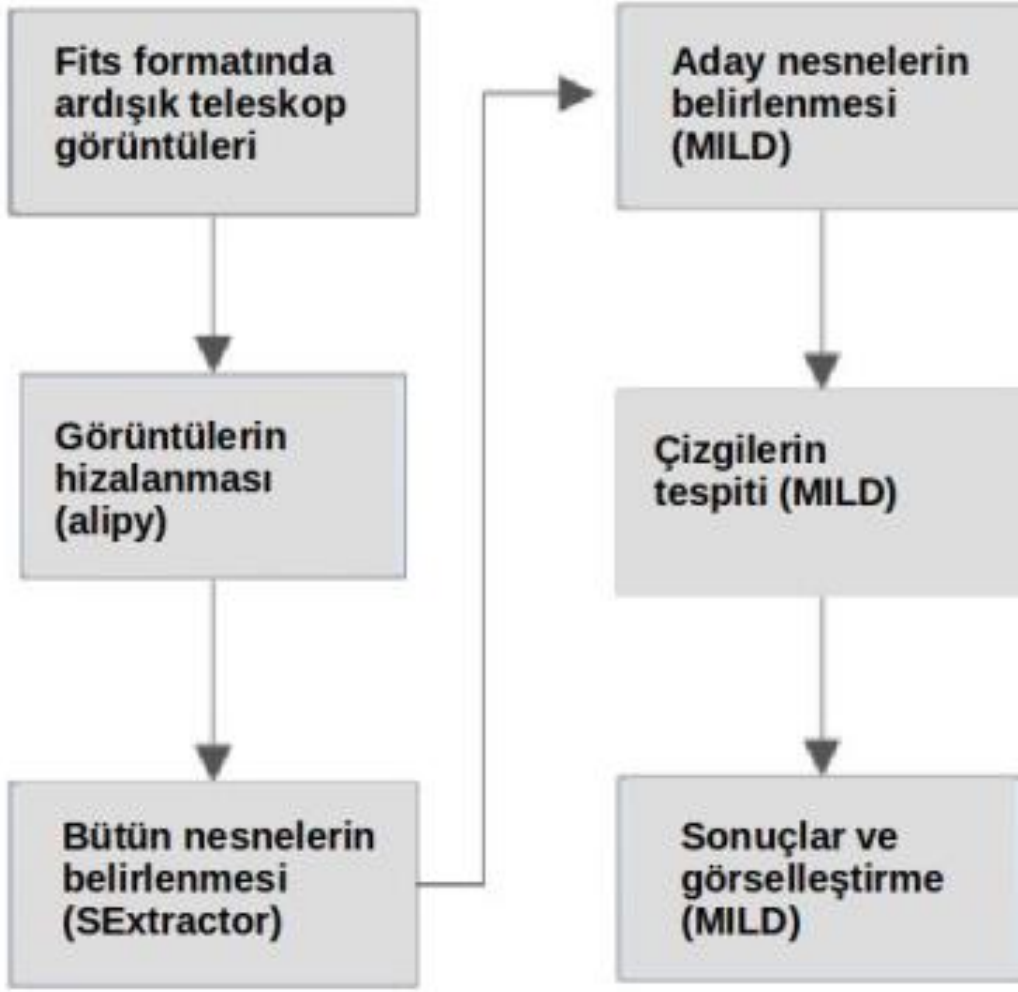 Fits formatında
ardışık teleskop
görüntüleri
Görüntülerin
hizalanması
(alipy)
Bütün nesnelerin
belirlenmesi
(SExtractor)
Aday nesnelerin
belirlenmesi
(MILD)
Çizgilerin
tespiti (MILD)
Sonuçlar ve
görselleştirme
(MILD)